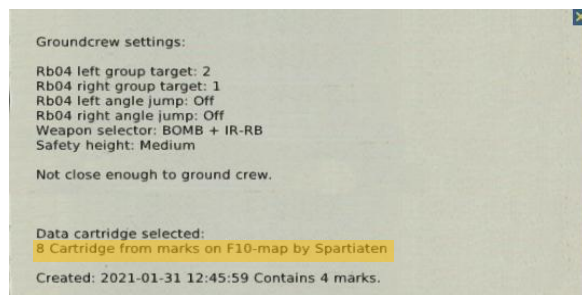 Groundcrew settings:
Rb04 left group target: 2
Rb04 right group target: 1
Rb04 left angle jump: Off
Rb04 right angle jump: Off
Weapon selector: BOMB + IR-RB
Safety height: Medium
Not close enough to ground crew.
Data cartridge selected:
8 Cartridge from marks on F10-map by Spartiaten
Created: 2021-01-31 12:45:59 Contains 4 marks.